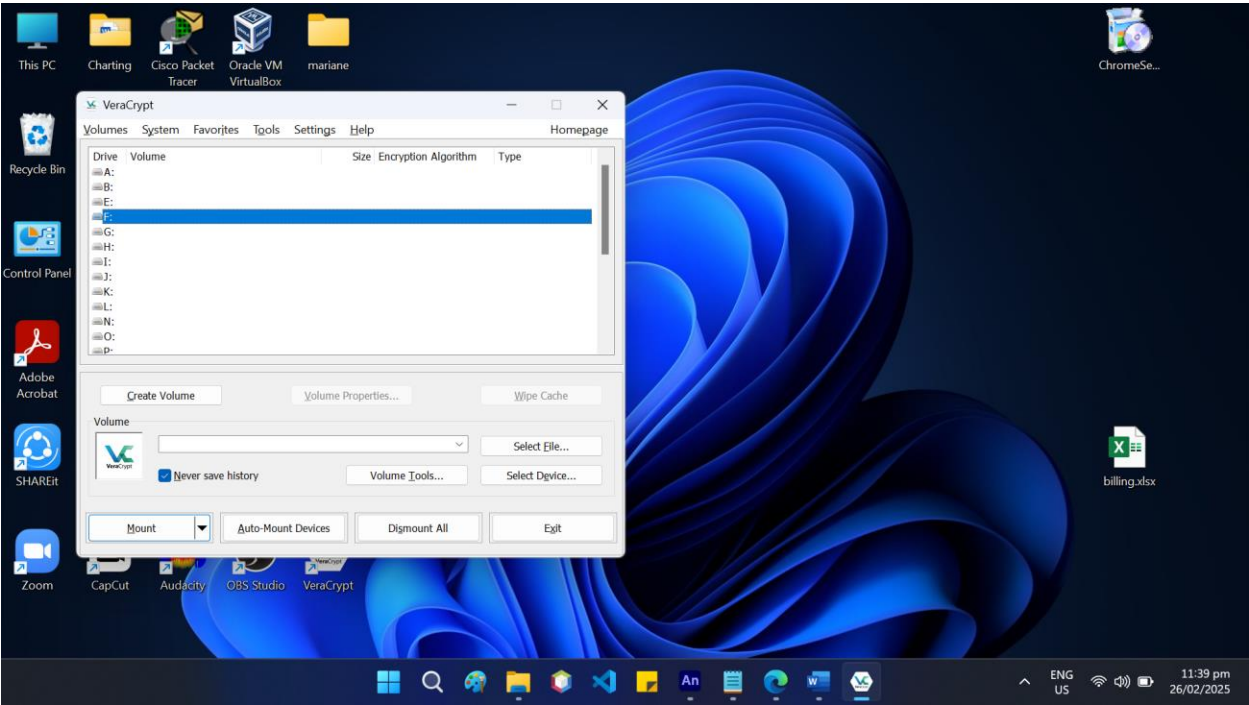 This PC
Charting
Cisco Packet
Tracer
Oracle VM
VirtualBox
mariane
ChromeSe...
Recycle Bin
Control Panel
Adobe
Acrobat
SHAREit
Zoom
VeraCrypt
Volumes System Favorites Tools Settings Help Homepage
Drive Volume Size Encryption Algorithm Type
A:
B:
E:
F:
G:
H:
I:
J:
K:
L:
N:
O:
P:
Create Volume Volume Properties... Wipe Cache
Volume
VeraCrypt
Select File...
Never save history Volume Tools... Select Device...
Mount Auto-Mount Devices Dismount All Exit
billing.xlsx
CapCut
Audacity
OBS Studio
VeraCrypt
VeraCrypt
An
W
ENG
US
11:39 pm
26/02/2025